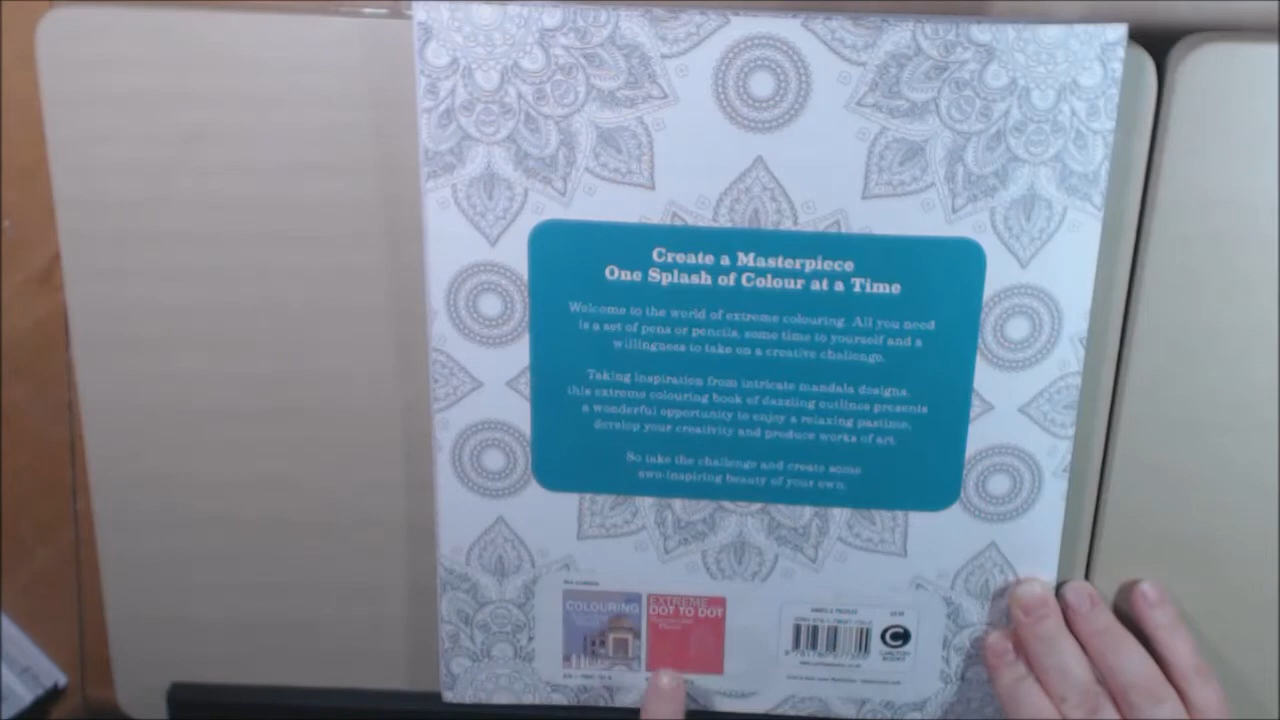 Create a Masterpiece
One Splash of Colour at a Time
Welcome to the world of extreme colouring. All you need
is a set of pens or pencils, some time to yourself and a
willingness to take on a creative challenge.
Taking inspiration from intricate mandala designs,
this extreme colouring book of dazzling outlines presents
a wonderful opportunity to enjoy a relaxing pastime,
develop your creativity and produce works of art.
So take the challenge and create some
awe-inspiring beauty of your own.
COLOURING
EXTREME
DOT TO DOT
CARLTON
BOOKS